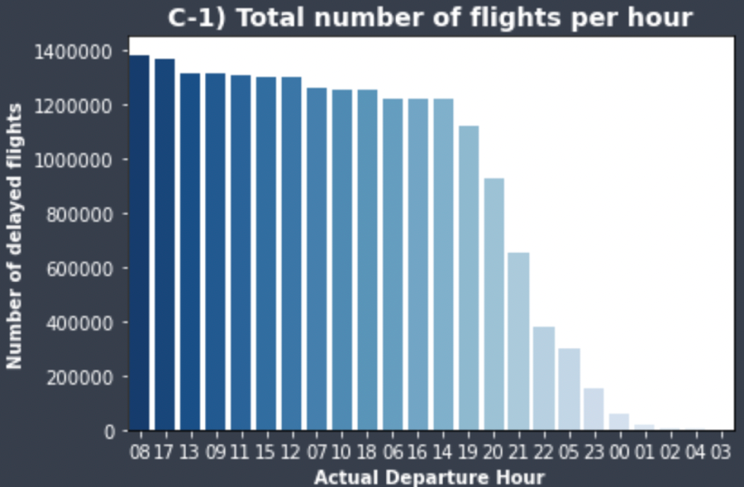 C-1) Total number of flights per hour
Number of delayed flights
1400000
1200000
1000000
800000
600000
400000
200000
0
08 17 13 09 11 15 12 07 10 18 06 16 14 19 20 21 22 05 23 00 01 02 04 03
Actual Departure Hour